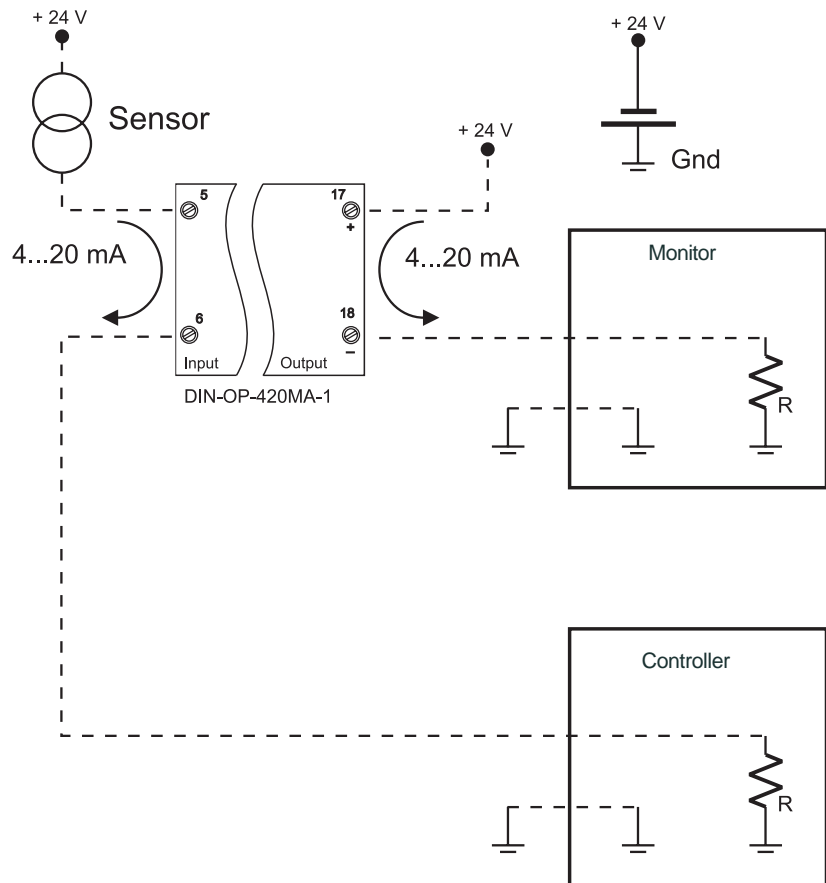 + 24 V
+ 24 V
Sensor
+ 24 V
Gnd
5
17
+
4...20 mA
4...20 mA
Monitor
6
18
–
Input
Output
DIN-OP-420MA-1
R
Controller
R